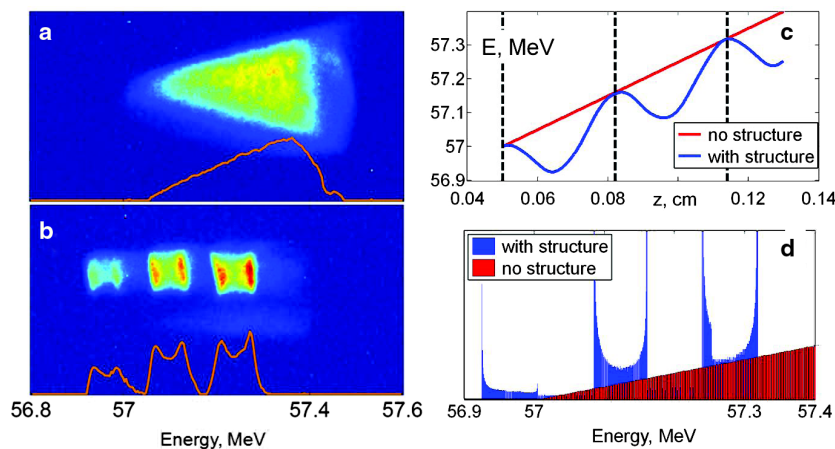 a
b
56.8
57
57.4
57.6
Energy, MeV
c
E, MeV
57.4
57.3
57.2
57.1
57
56.9
no structure
with structure
0.04
0.06
0.08
0.1
0.12
0.14
z, cm
d
with structure
no structure
56.9
57
57.3
57.4
Energy, MeV